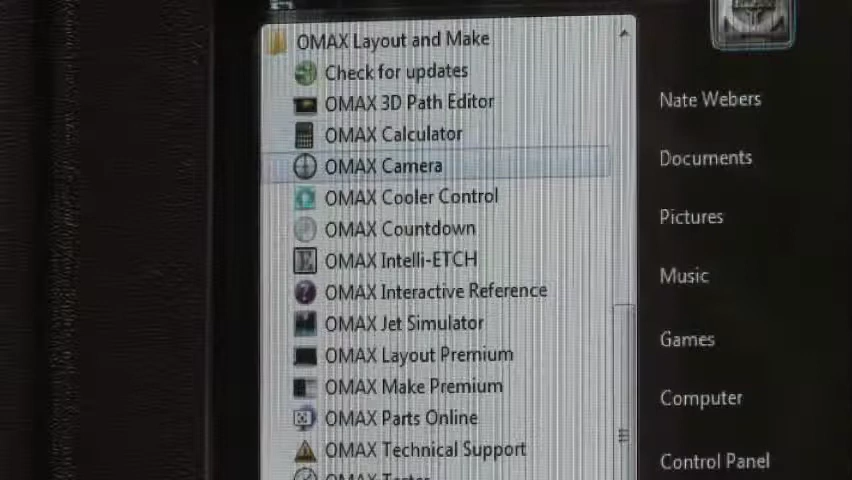 OMAX Layout and Make
Check for updates
OMAX 3D Path Editor
OMAX Calculator
OMAX Camera
OMAX Cooler Control
OMAX Countdown
OMAX Intelli-ETCH
OMAX Interactive Reference
OMAX Jet Simulator
OMAX Layout Premium
OMAX Make Premium
OMAX Parts Online
OMAX Technical Support
OMAX
Nate Webers
Documents
Pictures
Music
Games
Computer
Control Panel